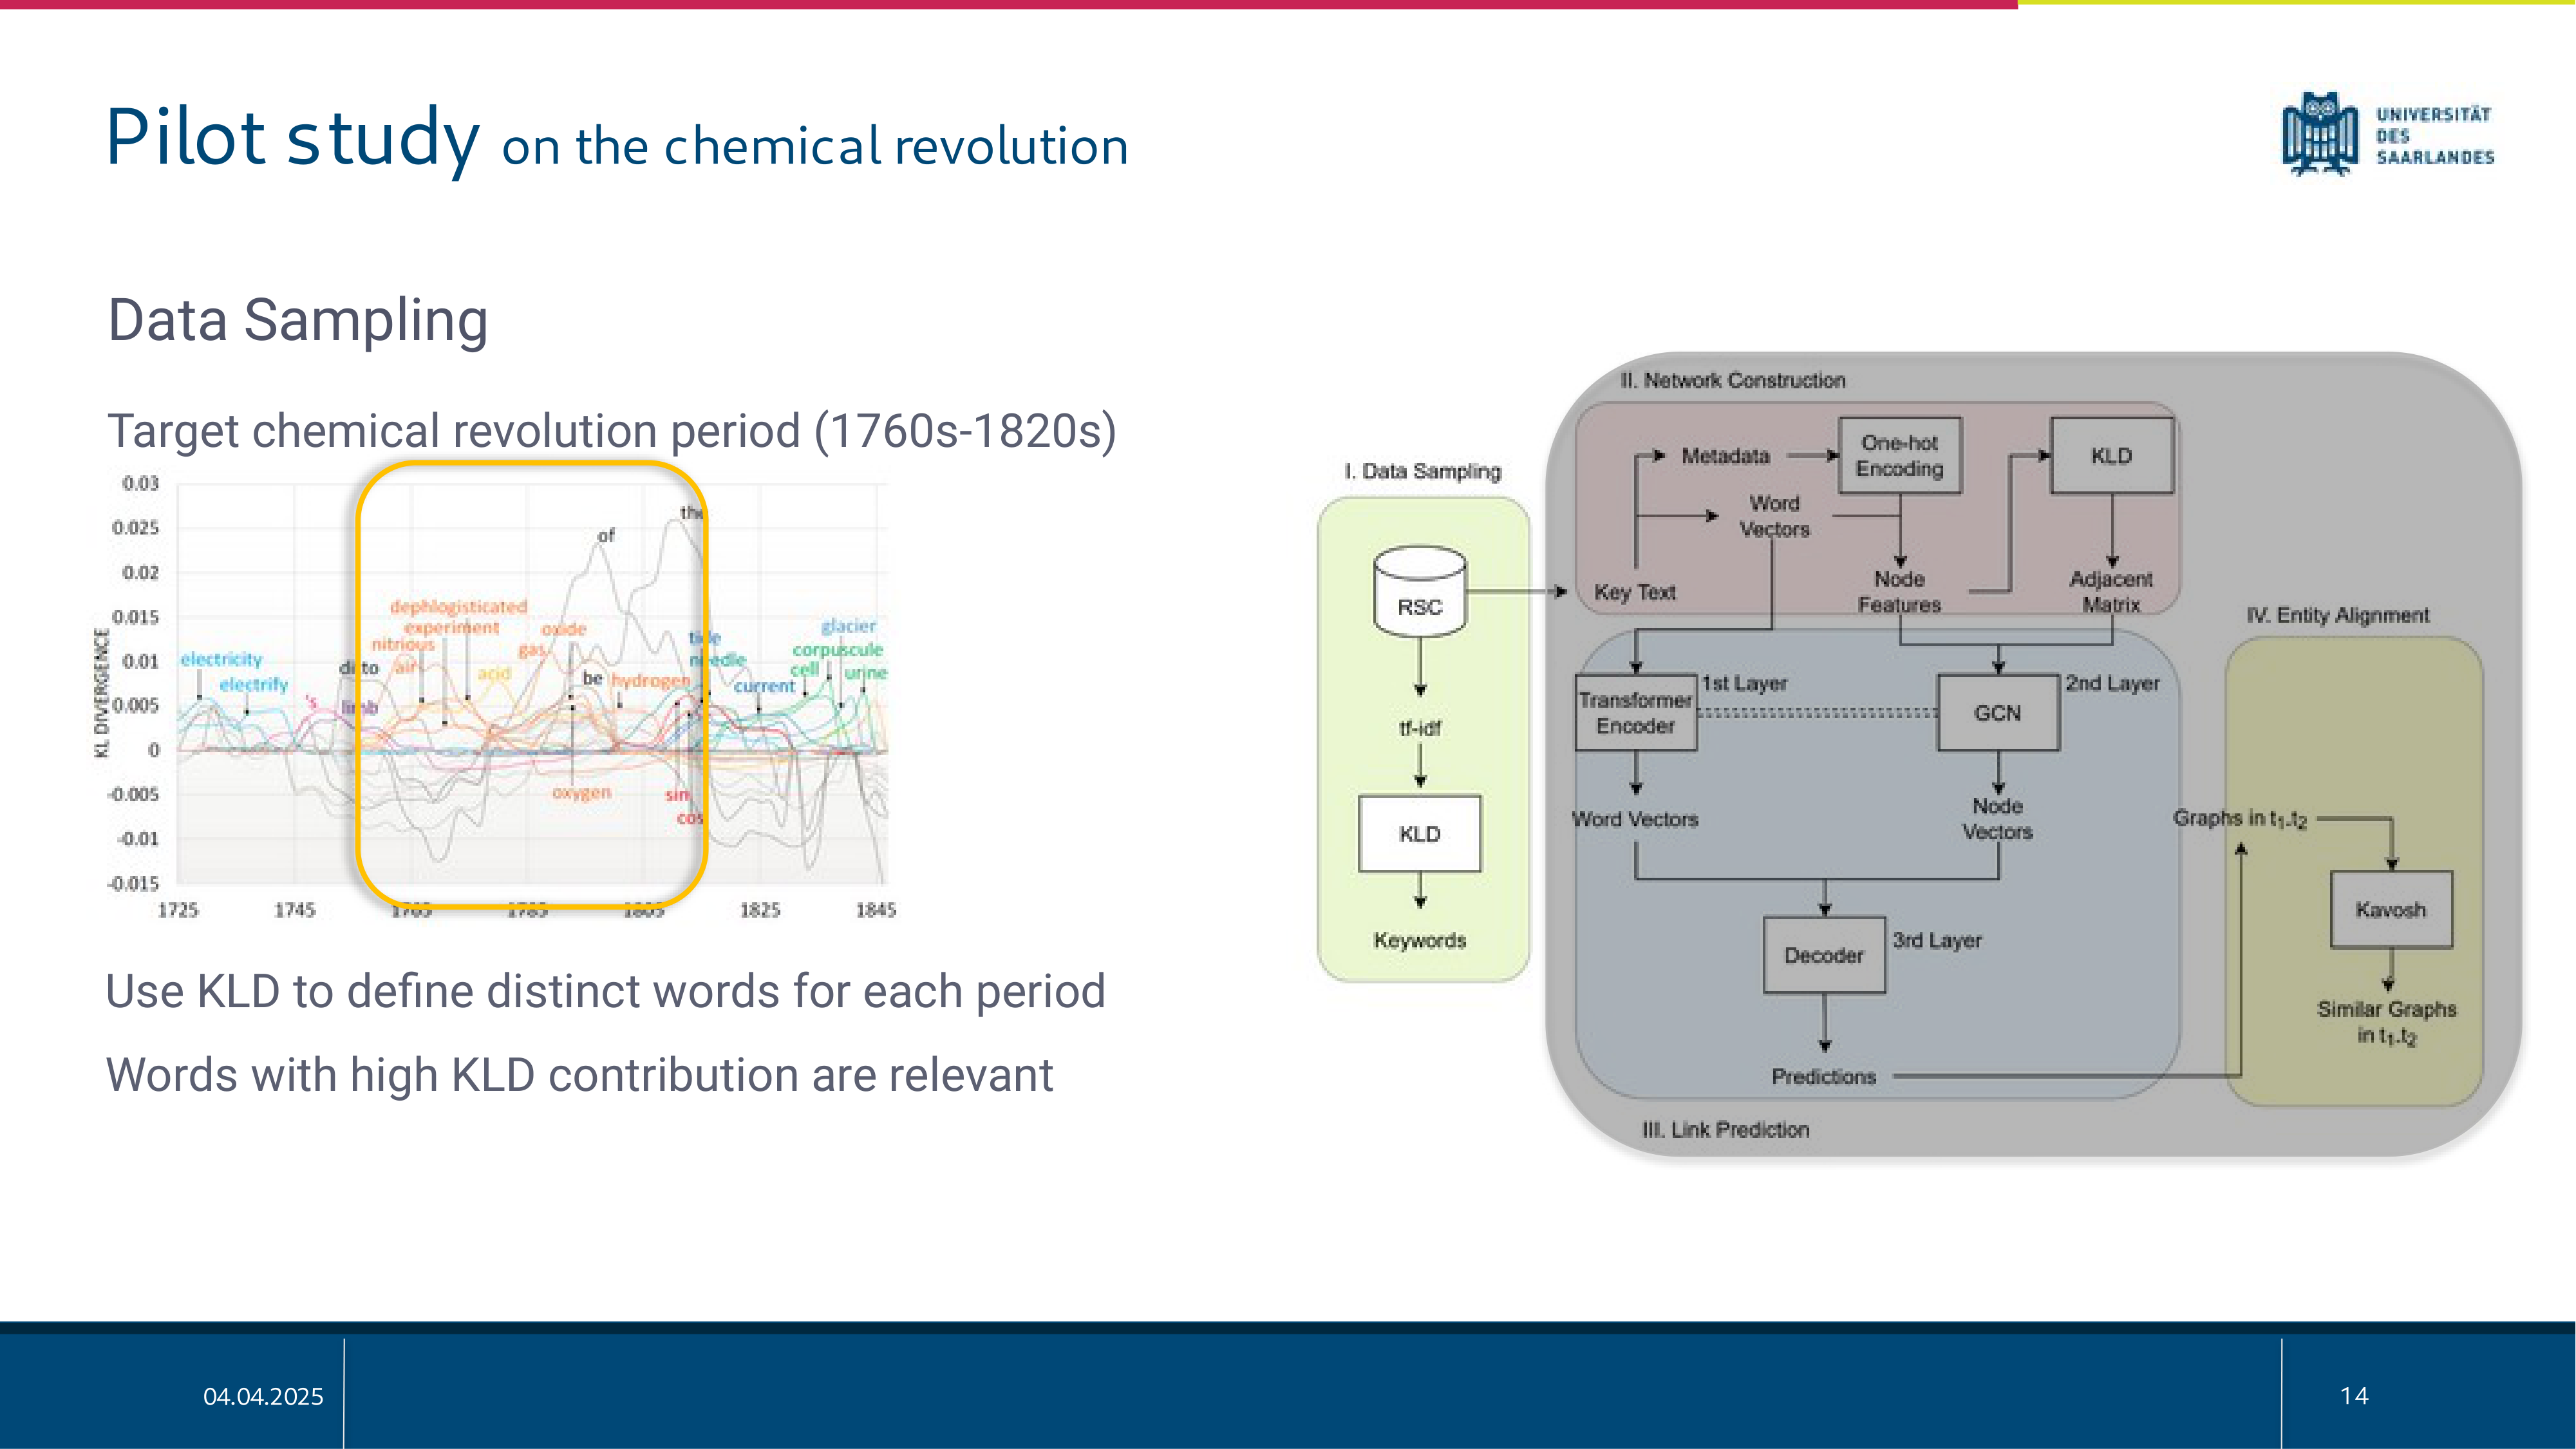 Pilot study on the chemical revolution
UNIVERSITÄT
DES
SAARLANDES
Data Sampling
Target chemical revolution period (1760s-1820s)
KL DIVERGENCE
0.03
0.025
0.02
0.015
0.01
0.005
0
-0.005
-0.01
-0.015
1725
1745
1765
1785
1805
1825
1845
the
of
dephlogisticated
experiment
nitrious
oxide
gas
ditto
air
acid
be
hydrogen
electricity
electrify
's
limb
tide
needle
current
glacier
corpuscule
cell
urine
oxygen
sin
cos
Use KLD to define distinct words for each period
Words with high KLD contribution are relevant
I. Data Sampling
RSC
tf-idf
KLD
Keywords
II. Network Construction
Metadata
One-hot
Encoding
KLD
Word
Vectors
Key Text
Node
Features
Adjacent
Matrix
Transformer
Encoder
1st Layer
GCN
2nd Layer
Word Vectors
Node
Vectors
Decoder
3rd Layer
Predictions
III. Link Prediction
IV. Entity Alignment
Graphs in t1.t2
Kavosh
Similar Graphs
in t1.t2
04.04.2025
14